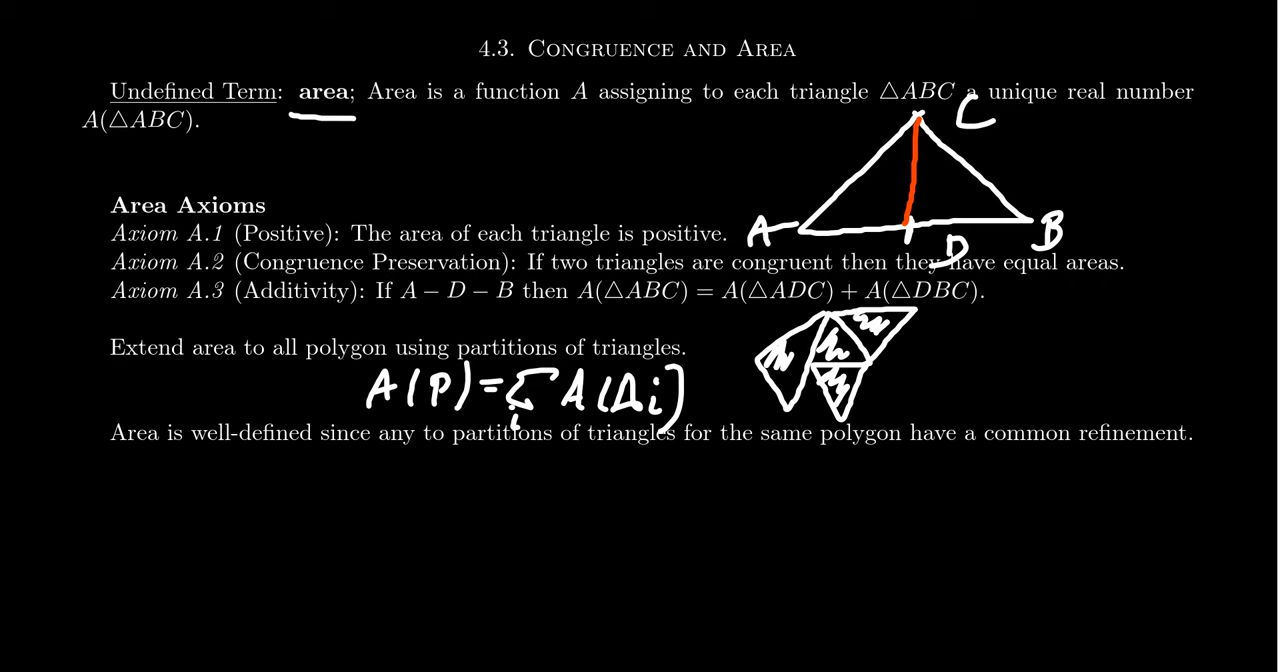 4.3. CONGRUENCE AND AREA
Undefined Term: area; Area is a function A assigning to each triangle △ABC a unique real number
A(△ABC).
C
Area Axioms
Axiom A.1 (Positive): The area of each triangle is positive.
A
B
D
Axiom A.2 (Congruence Preservation): If two triangles are congruent then they have equal areas.
Axiom A.3 (Additivity): If A − D − B then A(△ABC) = A(△ADC) + A(△DBC).
Extend area to all polygon using partitions of triangles.
A(P) = Σ A(Δi)
i
Area is well-defined since any to partitions of triangles for the same polygon have a common refinement.